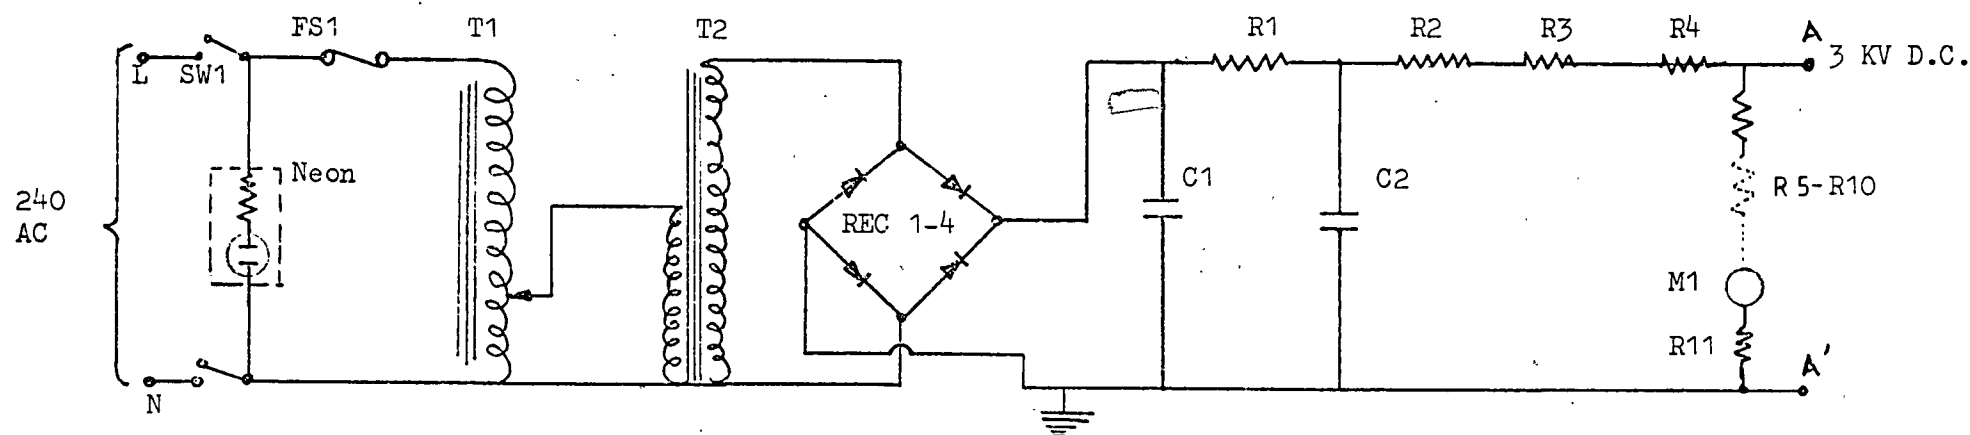 FS1
T1
T2
R1
R2
R3
R4
A
3 KV D.C.
L
SW1
Neon
240
AC
REC 1-4
C1
C2
R5-R10
M1
R11
A'
N